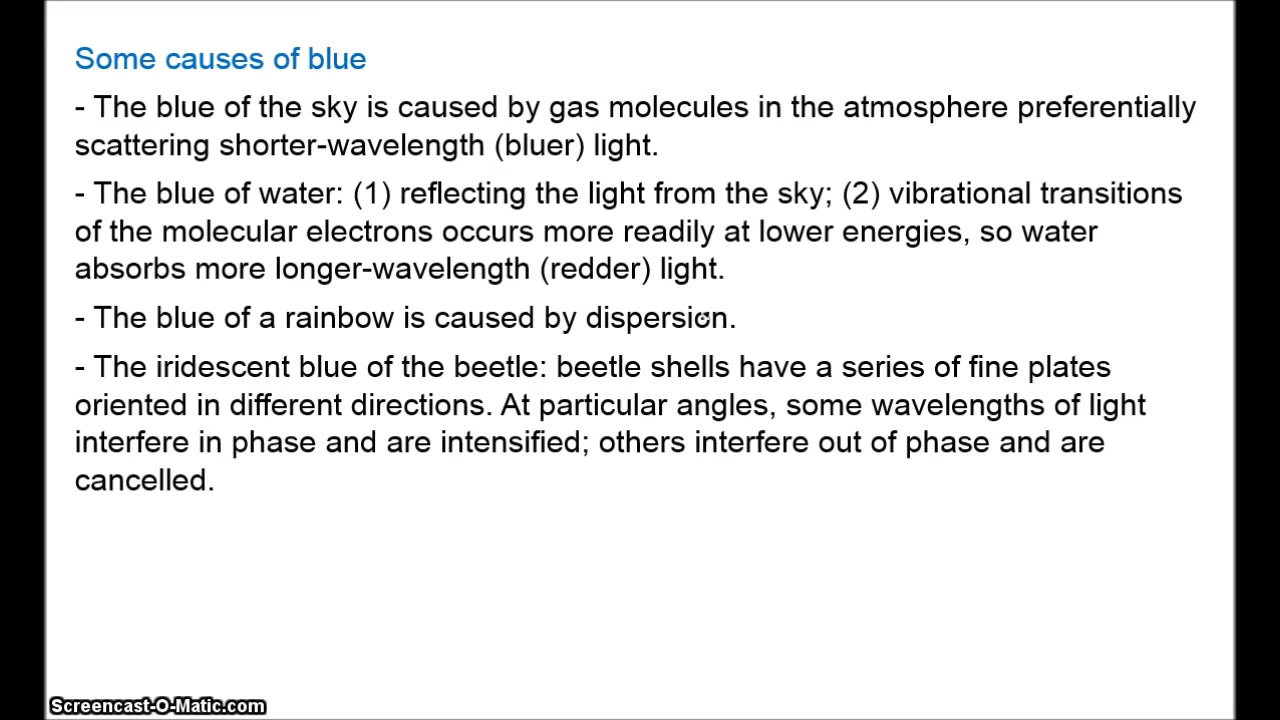 Some causes of blue
- The blue of the sky is caused by gas molecules in the atmosphere preferentially
scattering shorter-wavelength (bluer) light.
- The blue of water: (1) reflecting the light from the sky; (2) vibrational transitions
of the molecular electrons occurs more readily at lower energies, so water
absorbs more longer-wavelength (redder) light.
- The blue of a rainbow is caused by dispersion.
- The iridescent blue of the beetle: beetle shells have a series of fine plates
oriented in different directions. At particular angles, some wavelengths of light
interfere in phase and are intensified; others interfere out of phase and are
cancelled.
Screencast-O-Matic.com